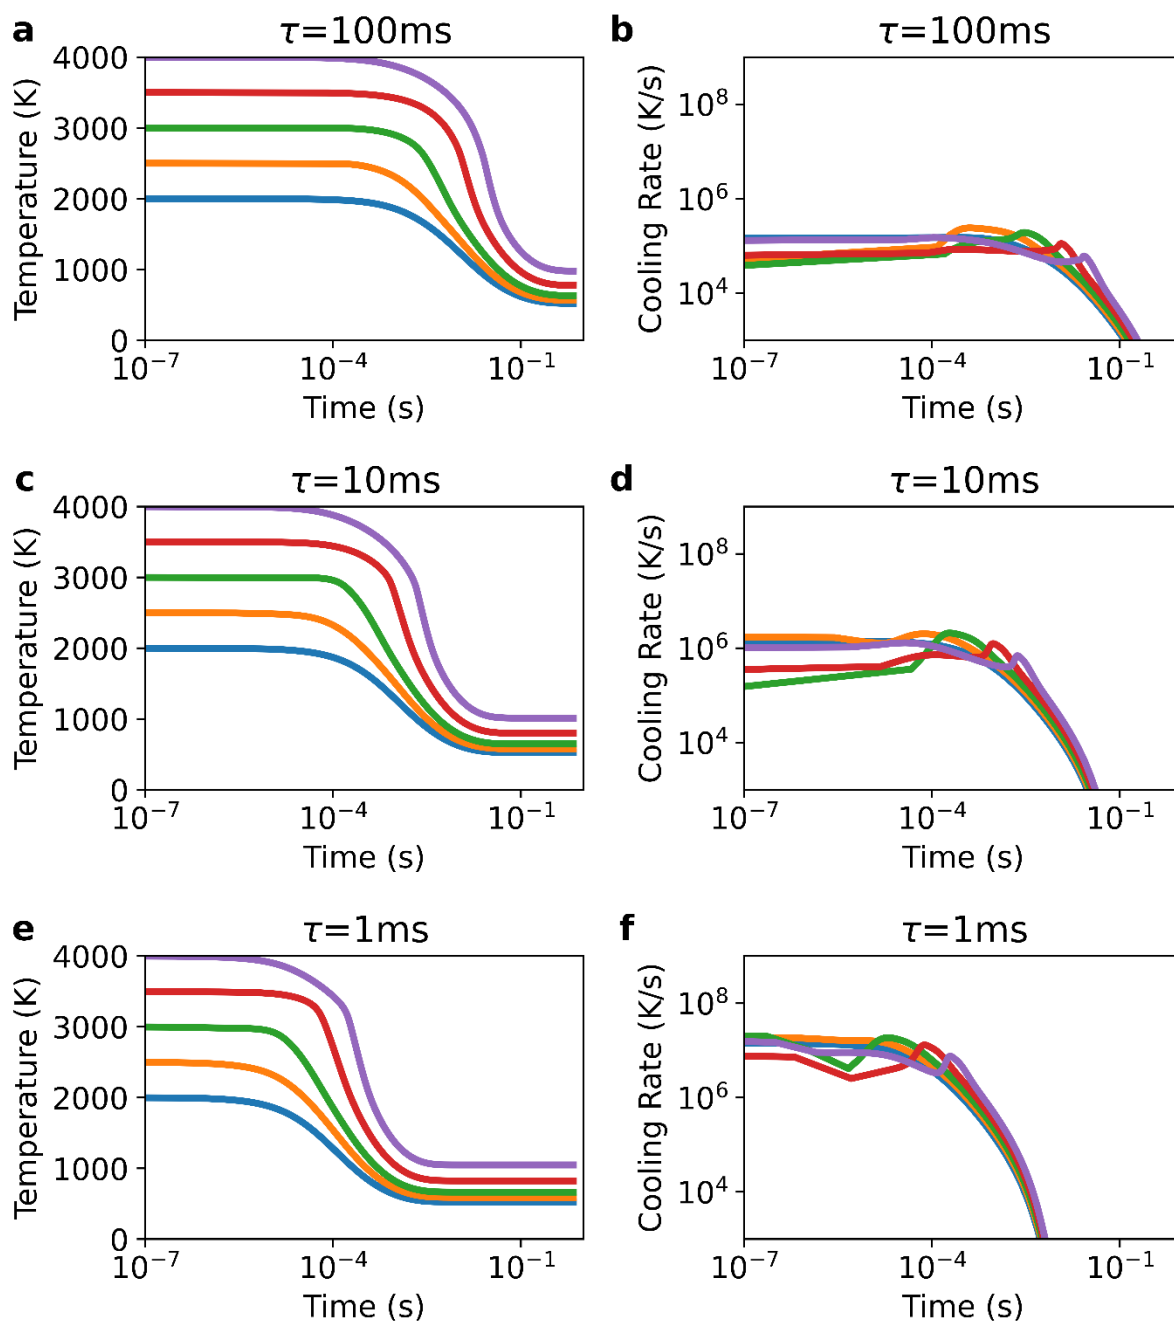 a
τ=100ms
Temperature (K)
4000
3000
2000
1000
0
10⁻⁷
10⁻⁴
10⁻¹
Time (s)
b
τ=100ms
Cooling Rate (K/s)
10⁸
10⁶
10⁴
10⁻⁷
10⁻⁴
10⁻¹
Time (s)
c
τ=10ms
Temperature (K)
4000
3000
2000
1000
0
10⁻⁷
10⁻⁴
10⁻¹
Time (s)
d
τ=10ms
Cooling Rate (K/s)
10⁸
10⁶
10⁴
10⁻⁷
10⁻⁴
10⁻¹
Time (s)
e
τ=1ms
Temperature (K)
4000
3000
2000
1000
0
10⁻⁷
10⁻⁴
10⁻¹
Time (s)
f
τ=1ms
Cooling Rate (K/s)
10⁸
10⁶
10⁴
10⁻⁷
10⁻⁴
10⁻¹
Time (s)